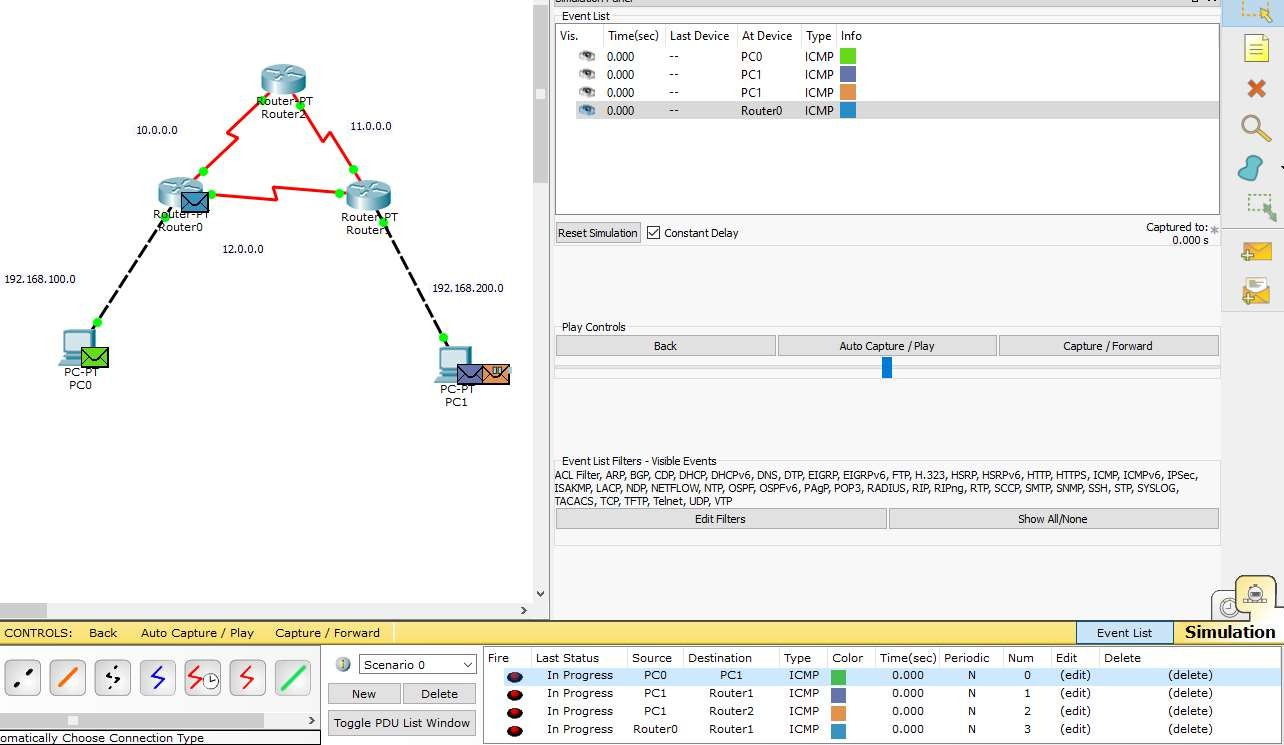 Simulation Panel
Event List
Vis. Time(sec) Last Device At Device Type Info
0.000 -- PC0 ICMP
0.000 -- PC1 ICMP
0.000 -- PC1 ICMP
0.000 -- Router0 ICMP
Reset Simulation Constant Delay
Captured to: *
0.000 s
Play Controls
Back Auto Capture / Play Capture / Forward
Event List Filters - Visible Events
ACL Filter, ARP, BGP, CDP, DHCP, DHCPv6, DNS, DTP, EIGRP, EIGRPv6, FTP, H.323, HSRP, HSRPv6, HTTP, HTTPS, ICMP, ICMPv6, IPSec,
ISAKMP, LACP, NDP, NETFLOW, NTP, OSPF, OSPFv6, PAgP, POP3, RADIUS, RIP, RIPng, RTP, SCCP, SMTP, SNMP, SSH, STP, SYSLOG,
TACACS, TCP, TFTP, Telnet, UDP, VTP
Edit Filters Show All/None
Router-PT
Router2
10.0.0.0
11.0.0.0
Router-PT
Router0
Router-PT
Router1
12.0.0.0
192.168.100.0
192.168.200.0
PC-PT
PC0
PC-PT
PC1
CONTROLS: Back Auto Capture / Play Capture / Forward
Event List Simulation
Scenario 0
New Delete
Toggle PDU List Window
omatically Choose Connection Type
Fire Last Status Source Destination Type Color Time(sec) Periodic Num Edit Delete
In Progress PC0 PC1 ICMP 0.000 N 0 (edit) (delete)
In Progress PC1 Router1 ICMP 0.000 N 1 (edit) (delete)
In Progress PC1 Router2 ICMP 0.000 N 2 (edit) (delete)
In Progress Router0 Router1 ICMP 0.000 N 3 (edit) (delete)